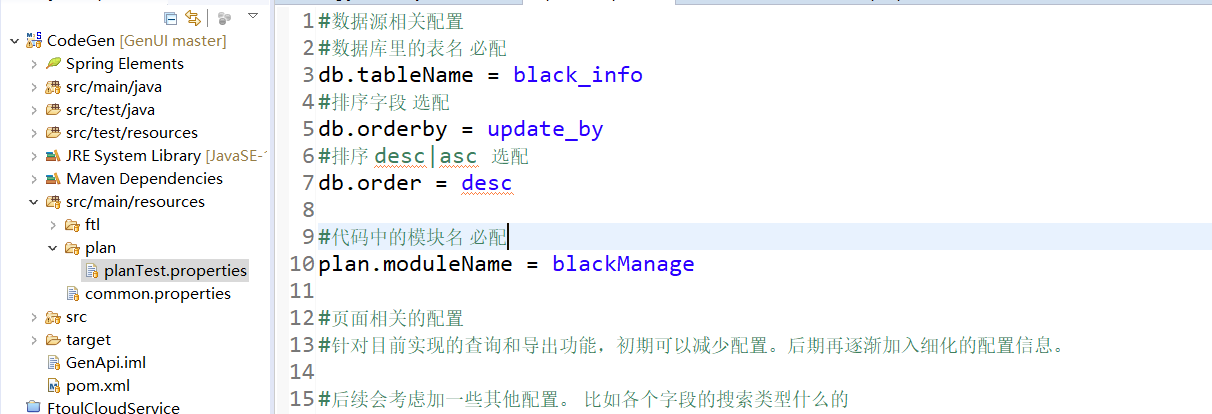 CodeGen [GenUI master]
Spring Elements
src/main/java
src/test/java
src/test/resources
JRE System Library [JavaSE-1
Maven Dependencies
src/main/resources
ftl
plan
planTest.properties
common.properties
src
target
GenApi.iml
pom.xml
FtoulCloudService
1 #数据源相关配置
2 #数据库里的表名 必配
3 db.tableName = black_info
4 #排序字段 选配
5 db.orderby = update_by
6 #排序 desc|asc 选配
7 db.order = desc
8
9 #代码中的模块名 必配
10 plan.moduleName = blackManage
11
12 #页面相关的配置
13 #针对目前实现的查询和导出功能，初期可以减少配置。后期再逐渐加入细化的配置信息。
14
15 #后续会考虑加一些其他配置。 比如各个字段的搜索类型什么的